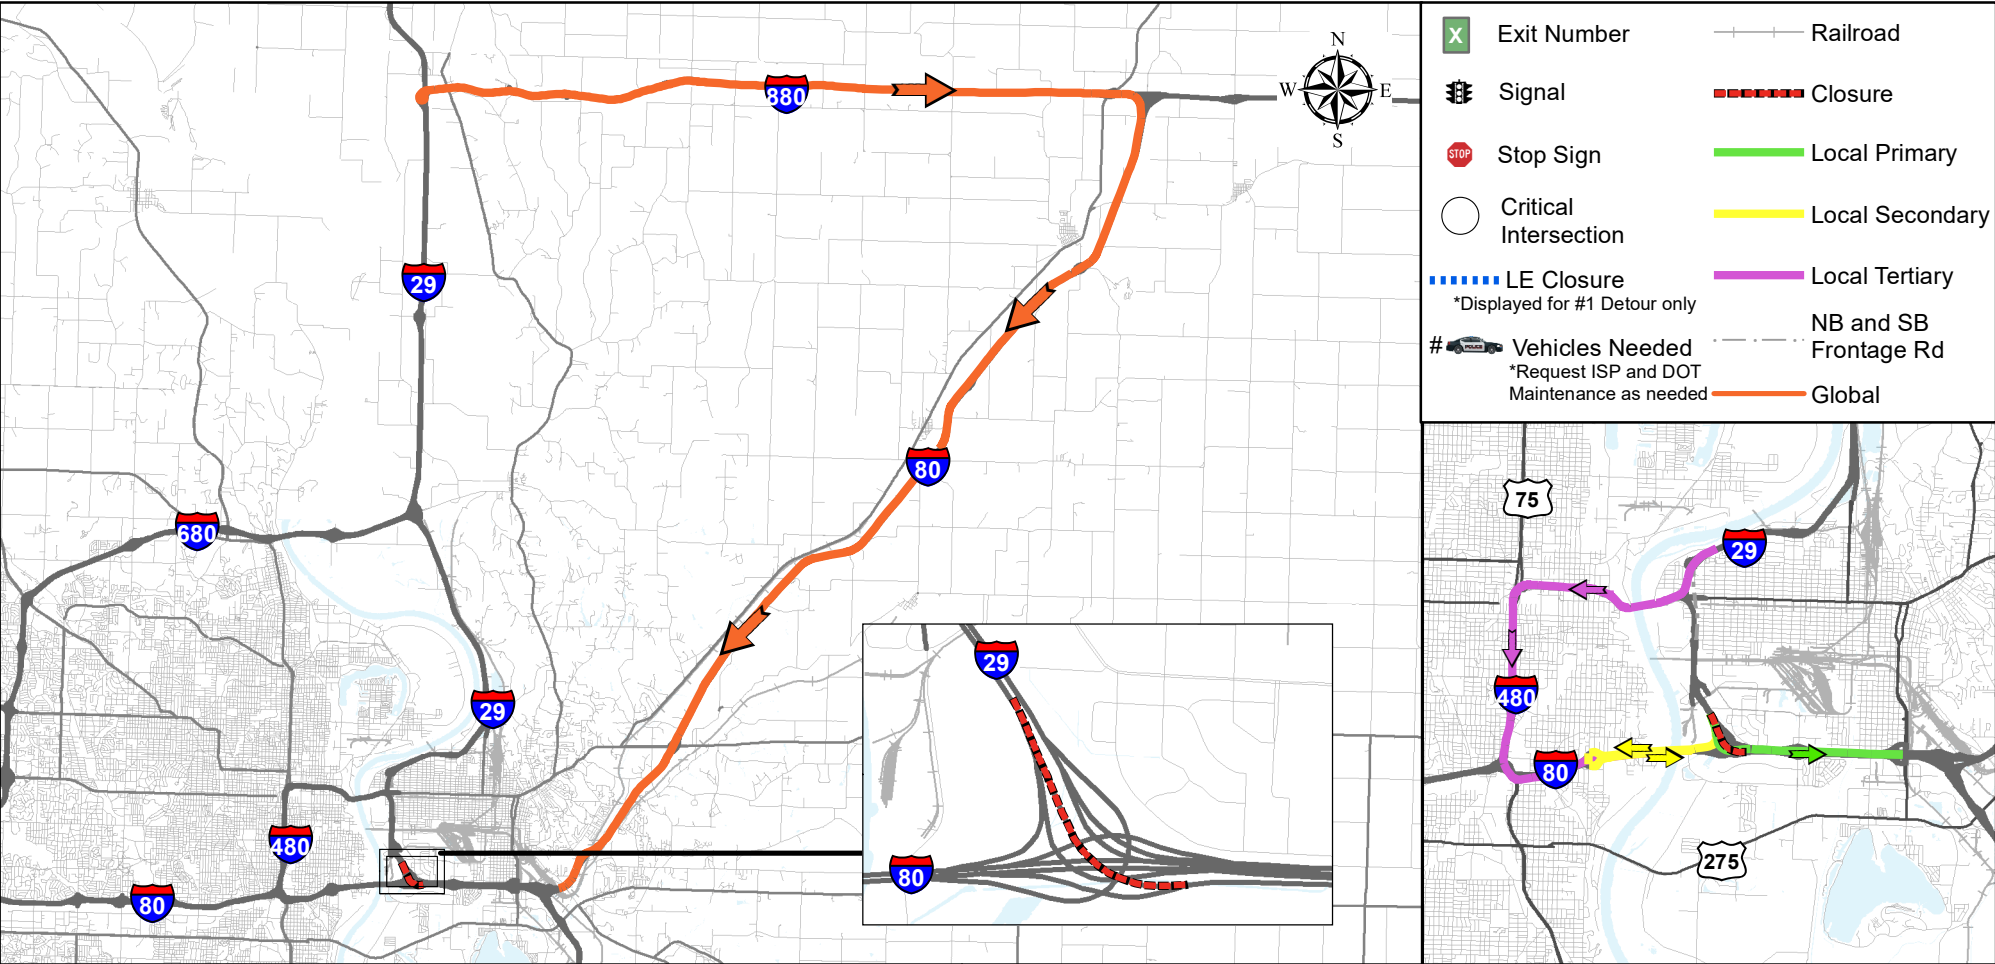 880
N
W
E
S
29
680
80
29
480
80
29
80
X
Exit Number
Signal
STOP
Stop Sign
Critical
Intersection
LE Closure
*Displayed for #1 Detour only
#
POLICE
Vehicles Needed
*Request ISP and DOT
Maintenance as needed
Railroad
Closure
Local Primary
Local Secondary
Local Tertiary
NB and SB
Frontage Rd
Global
75
29
480
80
275